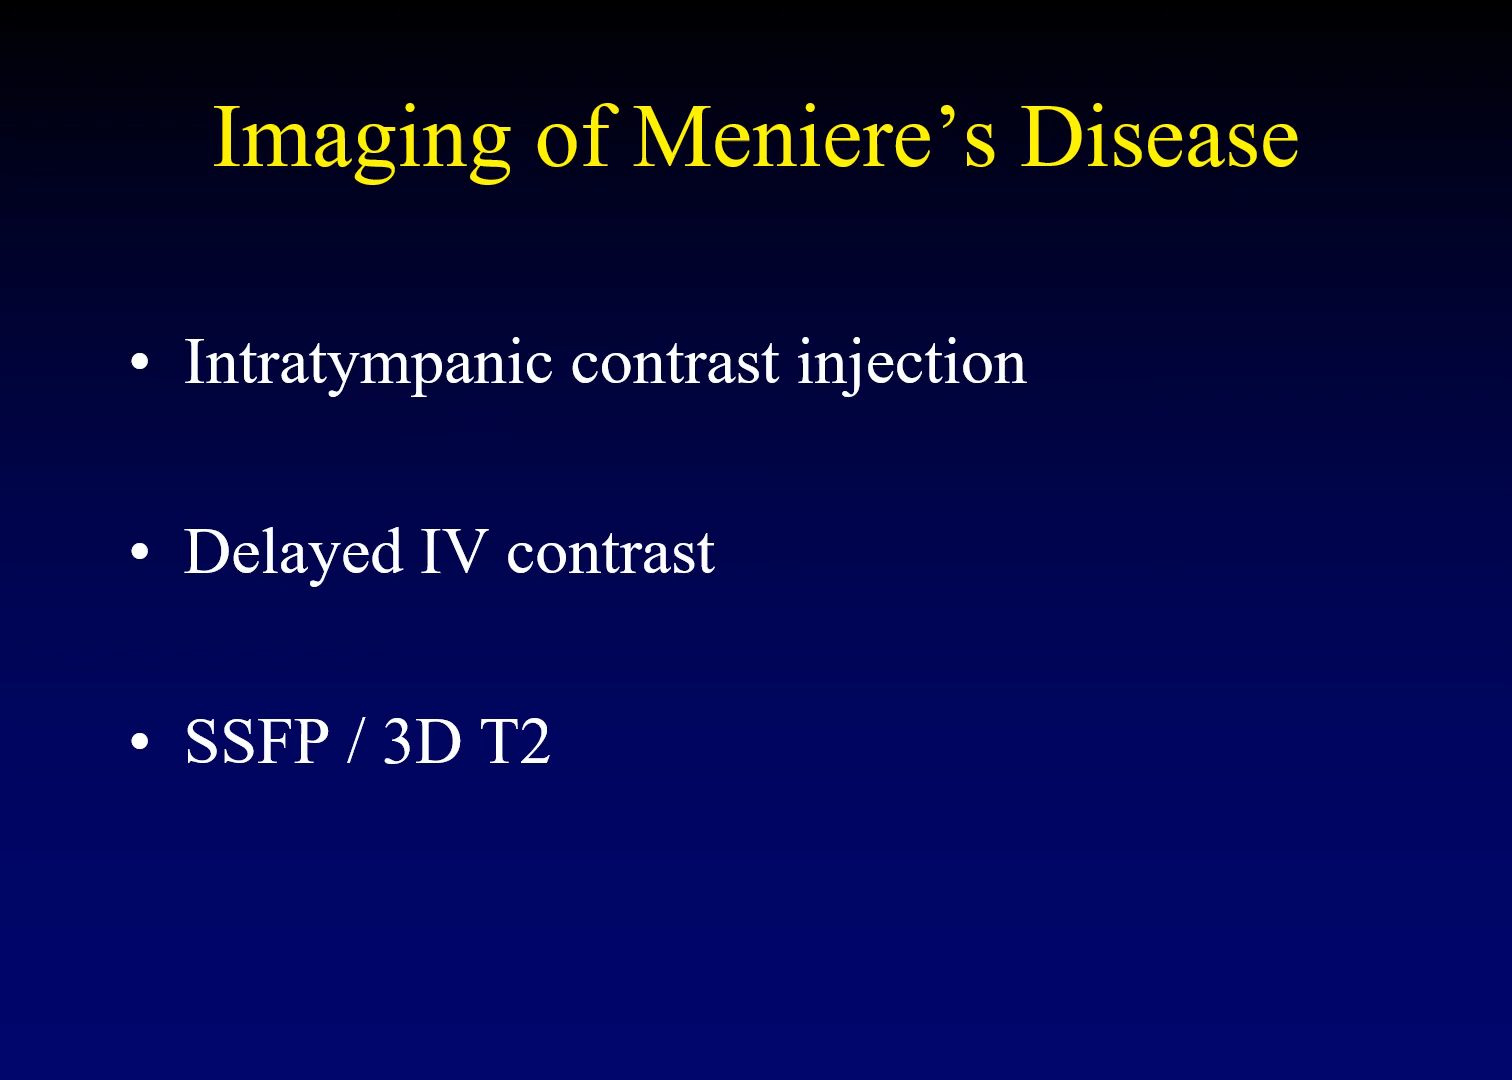 Imaging of Meniere’s Disease
• Intratympanic contrast injection
• Delayed IV contrast
• SSFP / 3D T2